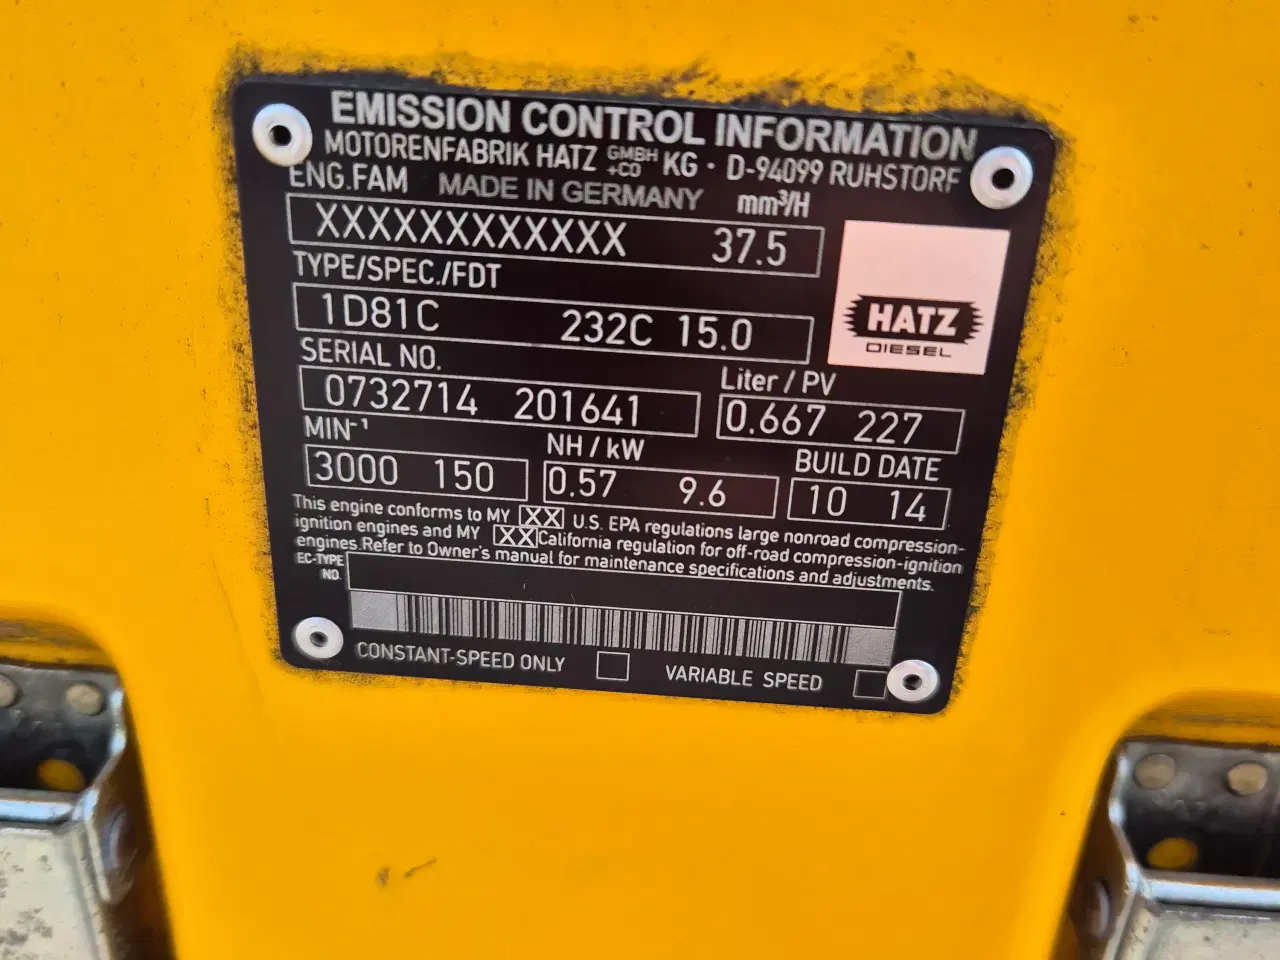 EMISSION CONTROL INFORMATION
MOTORENFABRIK HATZ GMBH +CO KG · D-94099 RUHSTORF
ENG.FAM MADE IN GERMANY mm³/H
XXXXXXXXXXXX 37.5
TYPE/SPEC./FDT
1D81C 232C 15.0
HATZ
DIESEL
SERIAL NO. Liter / PV
0732714 201641 0.667 227
MIN⁻¹ NH / kW BUILD DATE
3000 150 0.57 9.6 10 14
This engine conforms to MY XX U.S. EPA regulations large nonroad compression-
ignition engines and MY XX California regulation for off-road compression-ignition
engines.Refer to Owner's manual for maintenance specifications and adjustments.
EC-TYPE
NO.
CONSTANT-SPEED ONLY VARIABLE SPEED